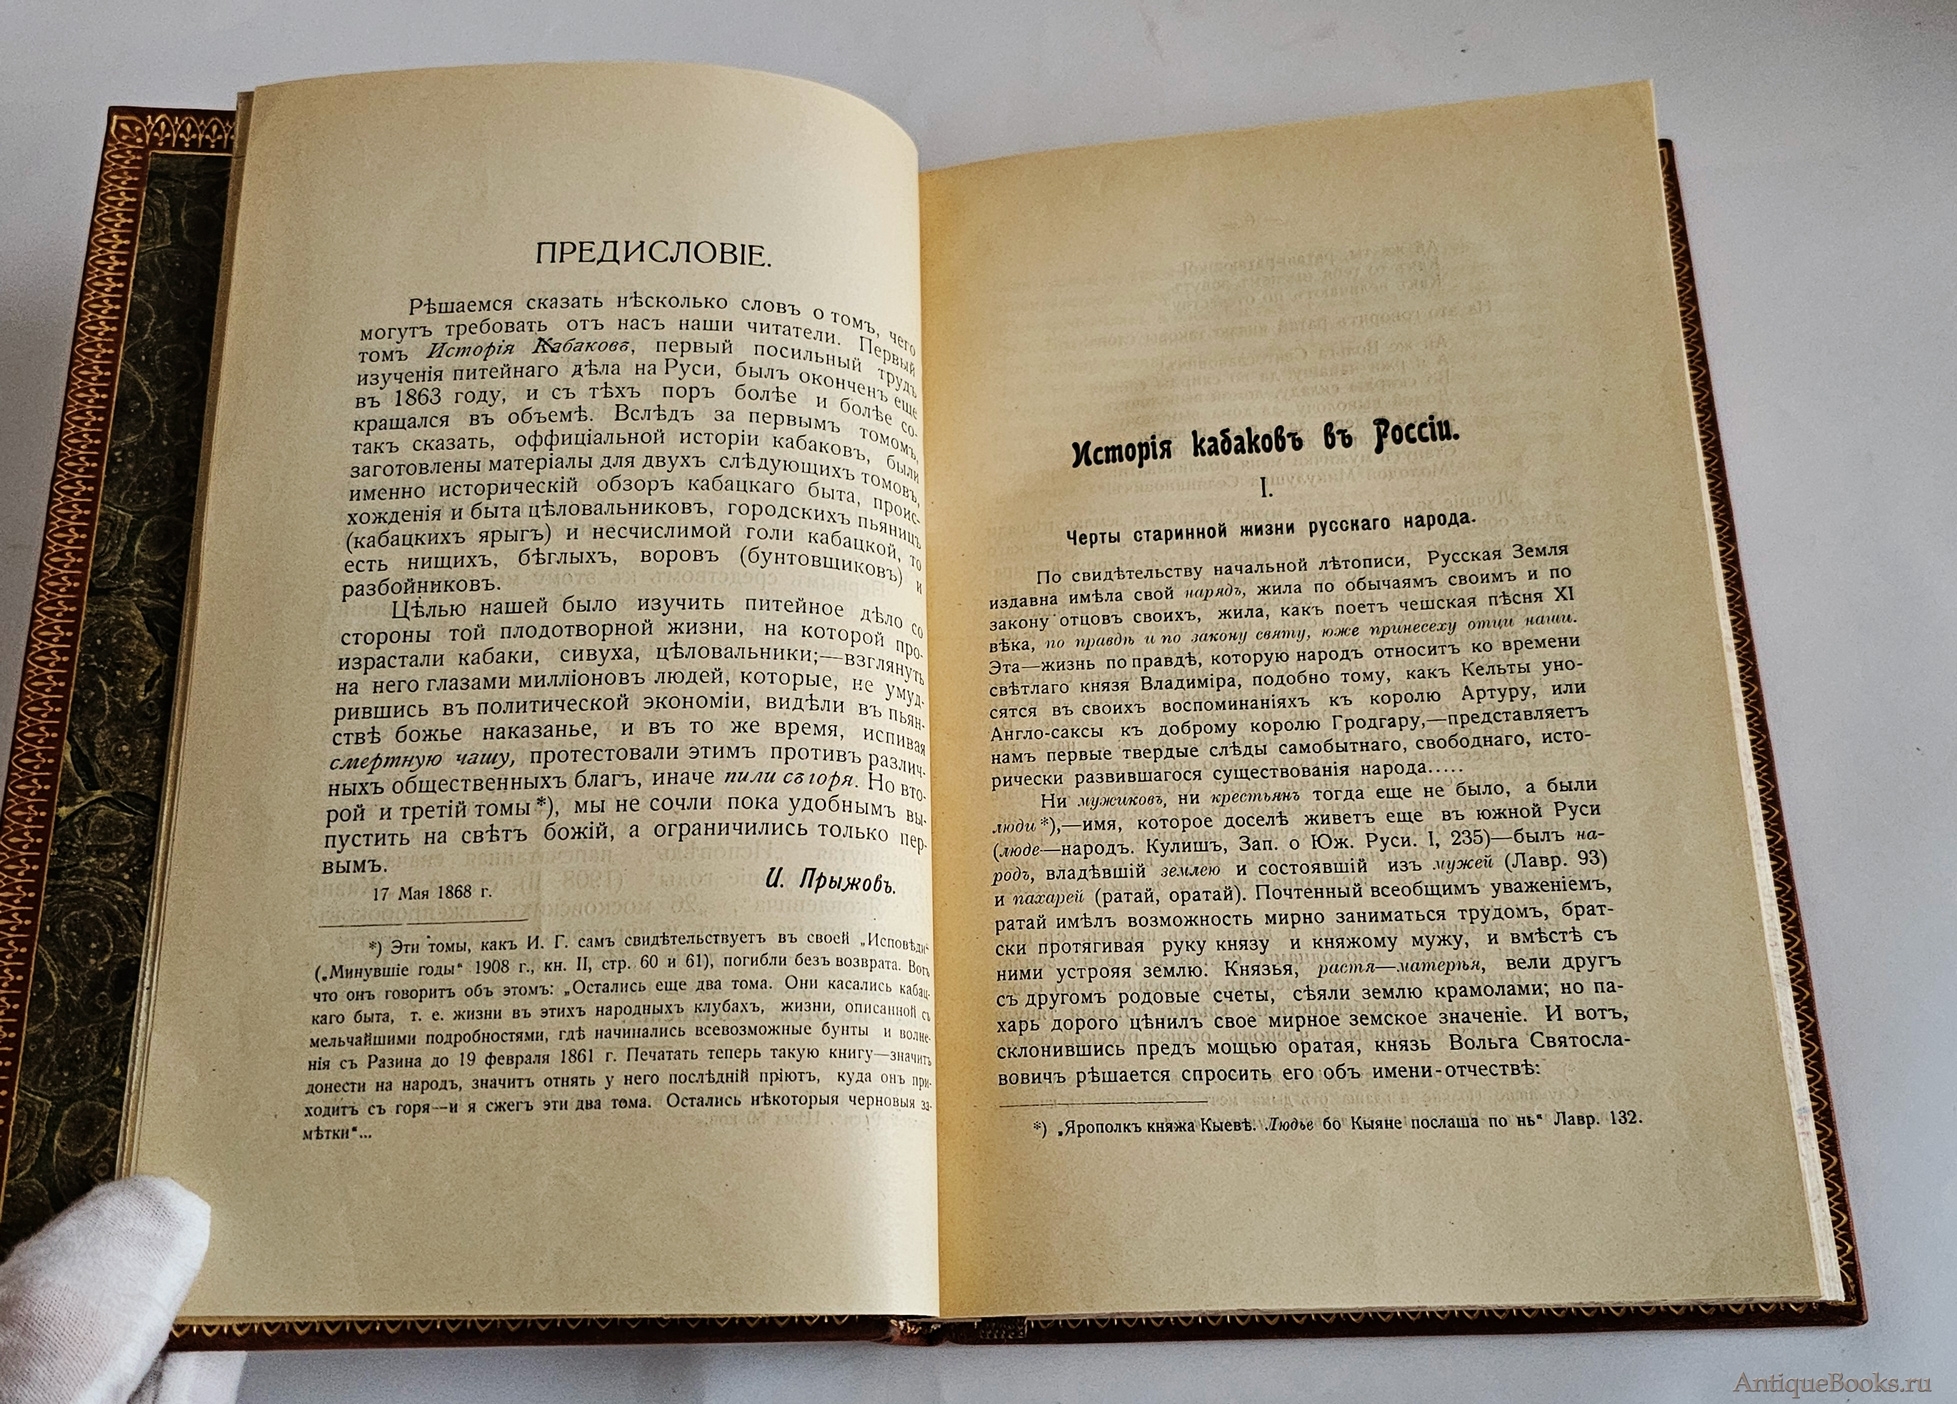 ПРЕДИСЛОВІЕ.
Рѣшаемся сказать нѣсколько словъ о томъ, чего
могутъ требовать отъ насъ наши читатели. Первый
томъ Исторія Кабаковъ, первый посильный трудъ
изученія питейнаго дѣла на Руси, былъ оконченъ еще
въ 1863 году, и съ тѣхъ поръ болѣе и болѣе со-
кращался въ объемѣ. Вслѣдъ за первымъ томомъ,
такъ сказать, оффиціальной исторіи кабаковъ, были
заготовлены матеріалы для двухъ слѣдующихъ томовъ,
именно историческій обзоръ кабацкаго быта, проис-
хожденія и быта цѣловальниковъ, городскихъ пьяницъ
(кабацкихъ ярыгъ) и несчислимой голи кабацкой, то
есть нищихъ, бѣглыхъ, воровъ (бунтовщиковъ) и
разбойниковъ.
Цѣлью нашей было изучить питейное дѣло со
стороны той плодотворной жизни, на которой про-
израстали кабаки, сивуха, цѣловальники;—взглянуть
на него глазами милліоновъ людей, которые, не умуд-
рившись въ политической экономіи, видѣли въ пьян-
ствѣ божье наказанье, и въ то же время, испивая
смертную чашу, протестовали этимъ противъ различ-
ныхъ общественныхъ благъ, иначе пили съ горя. Но вто-
рой и третій томы*), мы не сочли пока удобнымъ вы-
пустить на свѣтъ божій, а ограничились только пер-
вымъ.
И. Прыжовъ.
17 Мая 1868 г.
*) Эти томы, какъ И. Г. самъ свидѣтельствуетъ въ своей „Исповѣди“
(„Минувшіе годы“ 1908 г., кн. II, стр. 60 и 61), погибли безъ возврата. Вотъ
что онъ говоритъ объ этомъ: „Остались еще два тома. Они касались кабац-
каго быта, т. е. жизни въ этихъ народныхъ клубахъ, жизни, описанной съ
мельчайшими подробностями, гдѣ начинались всевозможные бунты и волне-
нія съ Разина до 19 февраля 1861 г. Печатать теперь такую книгу—значитъ
донести на народъ, значитъ отнять у него послѣдній пріютъ, куда онъ при-
ходитъ съ горя—и я сжегъ эти два тома. Остались нѣкоторыя черновыя за-
мѣтки“...
Исторія кабаковъ въ Россіи.
I.
Черты старинной жизни русскаго народа.
По свидѣтельству начальной лѣтописи, Русская Земля
издавна имѣла свой нарядъ, жила по обычаямъ своимъ и по
закону отцовъ своихъ, жила, какъ поетъ чешская пѣсня XI
вѣка, по правдѣ и по закону святу, юже принесеху отци наши.
Эта—жизнь по правдѣ, которую народъ относитъ ко времени
свѣтлаго князя Владиміра, подобно тому, какъ Кельты уно-
сятся въ своихъ воспоминаніяхъ къ королю Артуру, или
Англо-саксы къ доброму королю Гродгару,—представляетъ
намъ первые твердые слѣды самобытнаго, свободнаго, исто-
рически развившагося существованія народа.....
Ни мужиковъ, ни крестьянъ тогда еще не было, а были
люди*),—имя, которое доселѣ живетъ еще въ южной Руси
(люде—народъ. Кулишъ, Зап. о Юж. Руси. I, 235)—былъ на-
родъ, владѣвшій землею и состоявшій изъ мужей (Лавр. 93)
и пахарей (ратай, оратай). Почтенный всеобщимъ уваженіемъ,
ратай имѣлъ возможность мирно заниматься трудомъ, брат-
ски протягивая руку князу и княжому мужу, и вмѣстѣ съ
ними устрояя землю. Князья, растя—матерѣя, вели другъ
съ другомъ родовые счеты, сѣяли землю крамолами; но па-
харь дорого цѣнилъ свое мирное земское значеніе. И вотъ,
склонившись предъ мощью оратая, князь Вольга Святосла-
вовичъ рѣшается спросить его объ имени-отчествѣ:
*) „Ярополкъ княжа Кыевѣ. Людье бо Кыяне послаша по нь“ Лавр. 132.
AntiqueBooks.ru